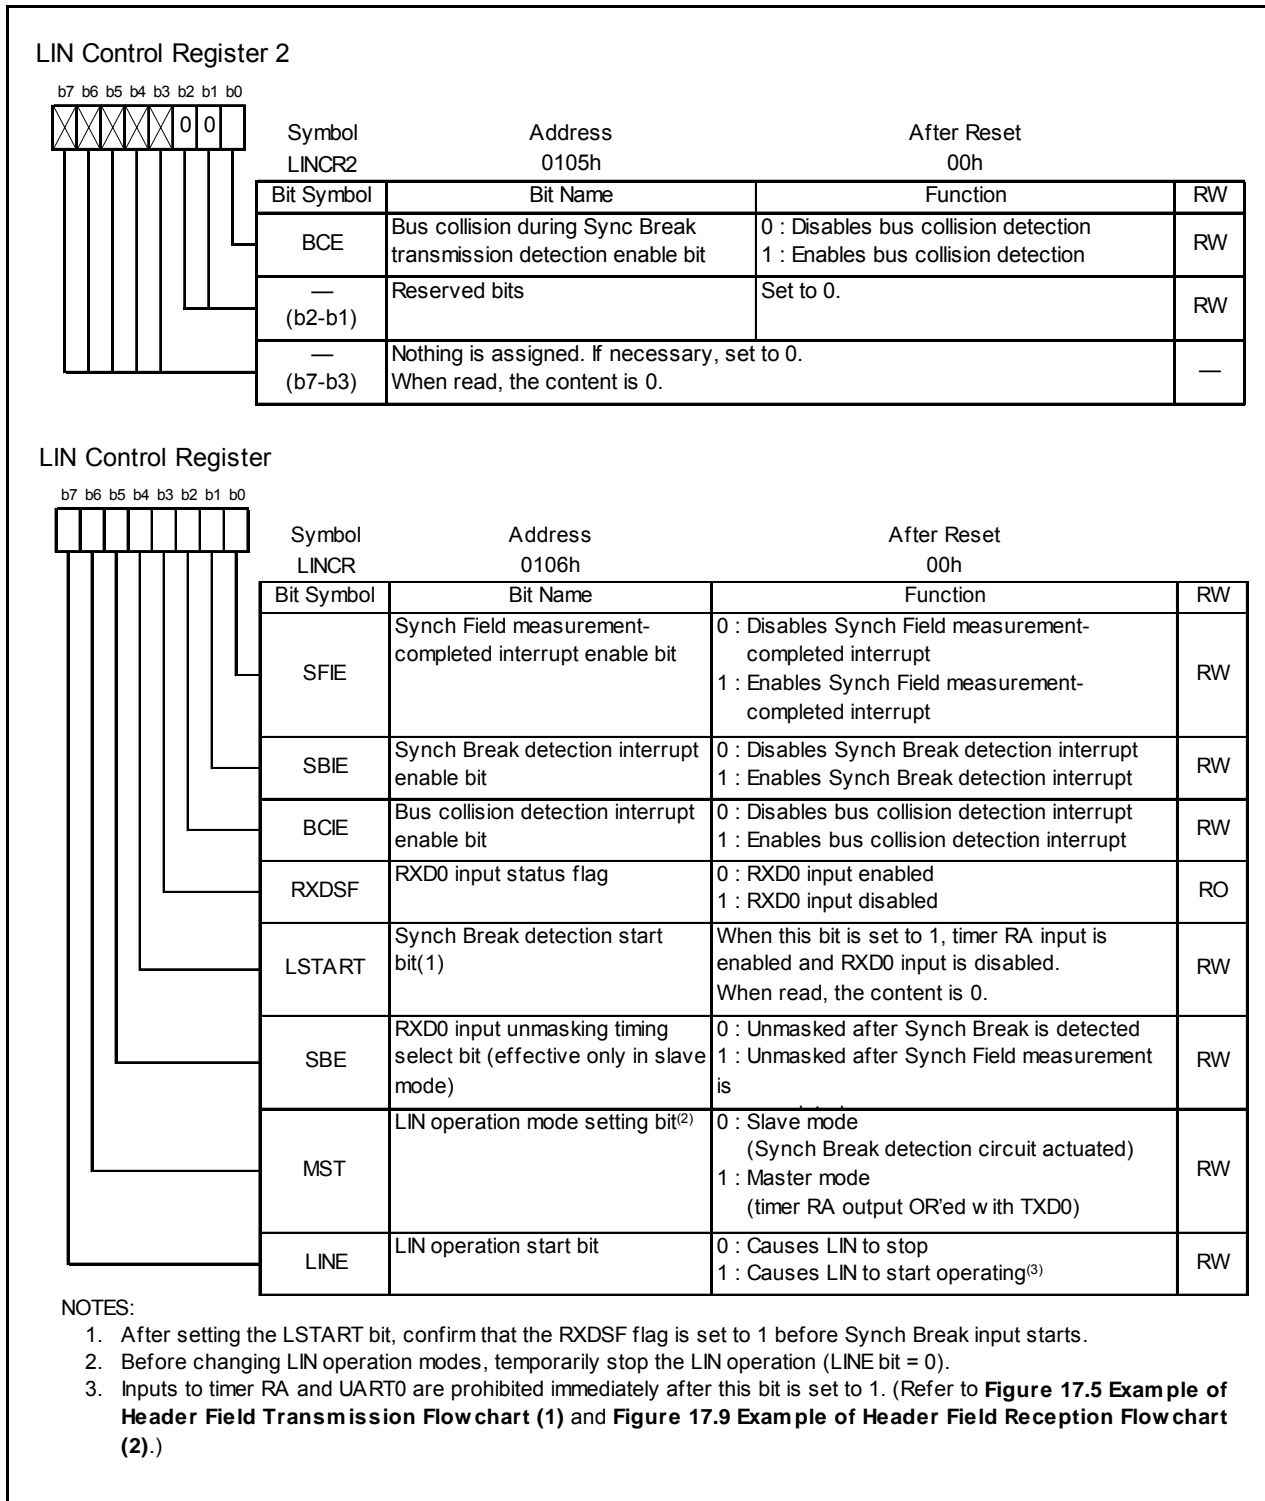 LIN Control Register 2
b7 b6 b5 b4 b3 b2 b1 b0
0 0
Symbol Address After Reset
LINCR2 0105h 00h
Bit Symbol Bit Name Function RW
BCE Bus collision during Sync Break transmission detection enable bit 0 : Disables bus collision detection 1 : Enables bus collision detection RW
— (b2-b1) Reserved bits Set to 0. RW
— (b7-b3) Nothing is assigned. If necessary, set to 0. When read, the content is 0. —
LIN Control Register
b7 b6 b5 b4 b3 b2 b1 b0
Symbol Address After Reset
LINCR 0106h 00h
Bit Symbol Bit Name Function RW
SFIE Synch Field measurement-completed interrupt enable bit 0 : Disables Synch Field measurement-completed interrupt 1 : Enables Synch Field measurement-completed interrupt RW
SBIE Synch Break detection interrupt enable bit 0 : Disables Synch Break detection interrupt 1 : Enables Synch Break detection interrupt RW
BCIE Bus collision detection interrupt enable bit 0 : Disables bus collision detection interrupt 1 : Enables bus collision detection interrupt RW
RXDSF RXD0 input status flag 0 : RXD0 input enabled 1 : RXD0 input disabled RO
LSTART Synch Break detection start bit(1) When this bit is set to 1, timer RA input is enabled and RXD0 input is disabled. When read, the content is 0. RW
SBE RXD0 input unmasking timing select bit (effective only in slave mode) 0 : Unmasked after Synch Break is detected 1 : Unmasked after Synch Field measurement is RW
MST LIN operation mode setting bit(2) 0 : Slave mode (Synch Break detection circuit actuated) 1 : Master mode (timer RA output OR'ed with TXD0) RW
LINE LIN operation start bit 0 : Causes LIN to stop 1 : Causes LIN to start operating(3) RW
NOTES:
1. After setting the LSTART bit, confirm that the RXDSF flag is set to 1 before Synch Break input starts.
2. Before changing LIN operation modes, temporarily stop the LIN operation (LINE bit = 0).
3. Inputs to timer RA and UART0 are prohibited immediately after this bit is set to 1. (Refer to Figure 17.5 Example of
Header Field Transmission Flowchart (1) and Figure 17.9 Example of Header Field Reception Flowchart
(2).)